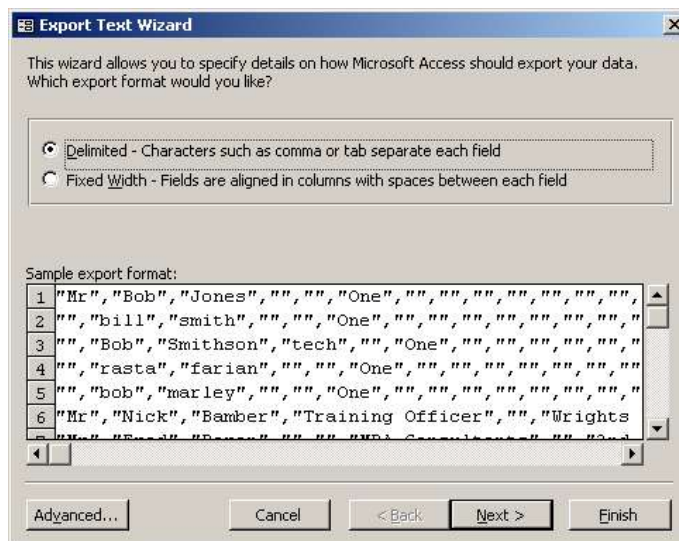 Export Text Wizard
This wizard allows you to specify details on how Microsoft Access should export your data.
Which export format would you like?
Delimited - Characters such as comma or tab separate each field
Fixed Width - Fields are aligned in columns with spaces between each field
Sample export format:
1 "Mr","Bob","Jones","","","One","","","","","","","",
2 "","bill","smith","","","One","","","","","","","","
3 "","Bob","Smithson","tech","","One","","","","","","
4 "","rasta","farian","","","One","","","","","","","
5 "","bob","marley","","","One","","","","","","","","
6 "Mr","Nick","Bamber","Training Officer","","Wrights
Advanced... Cancel < Back Next > Finish